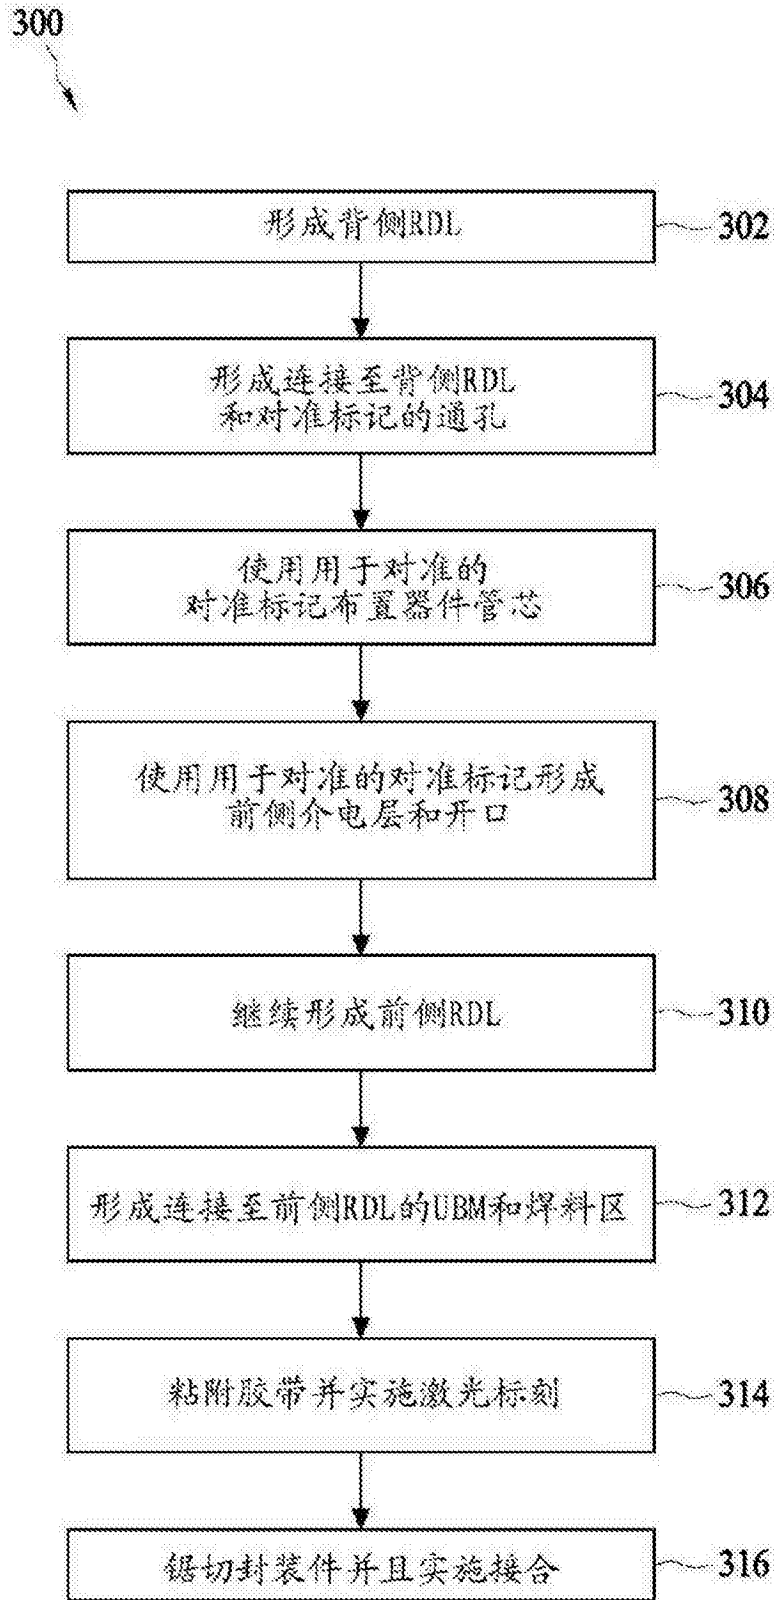 300
形成背侧RDL
302
形成连接至背侧RDL
和对准标记的通孔
304
使用用于对准的
对准标记布置器件管芯
306
使用用于对准的对准标记形成
前侧介电层和开口
308
继续形成前侧RDL
310
形成连接至前侧RDL的UBM和焊料区
312
粘附胶带并实施激光标刻
314
锯切封装件并且实施接合
316